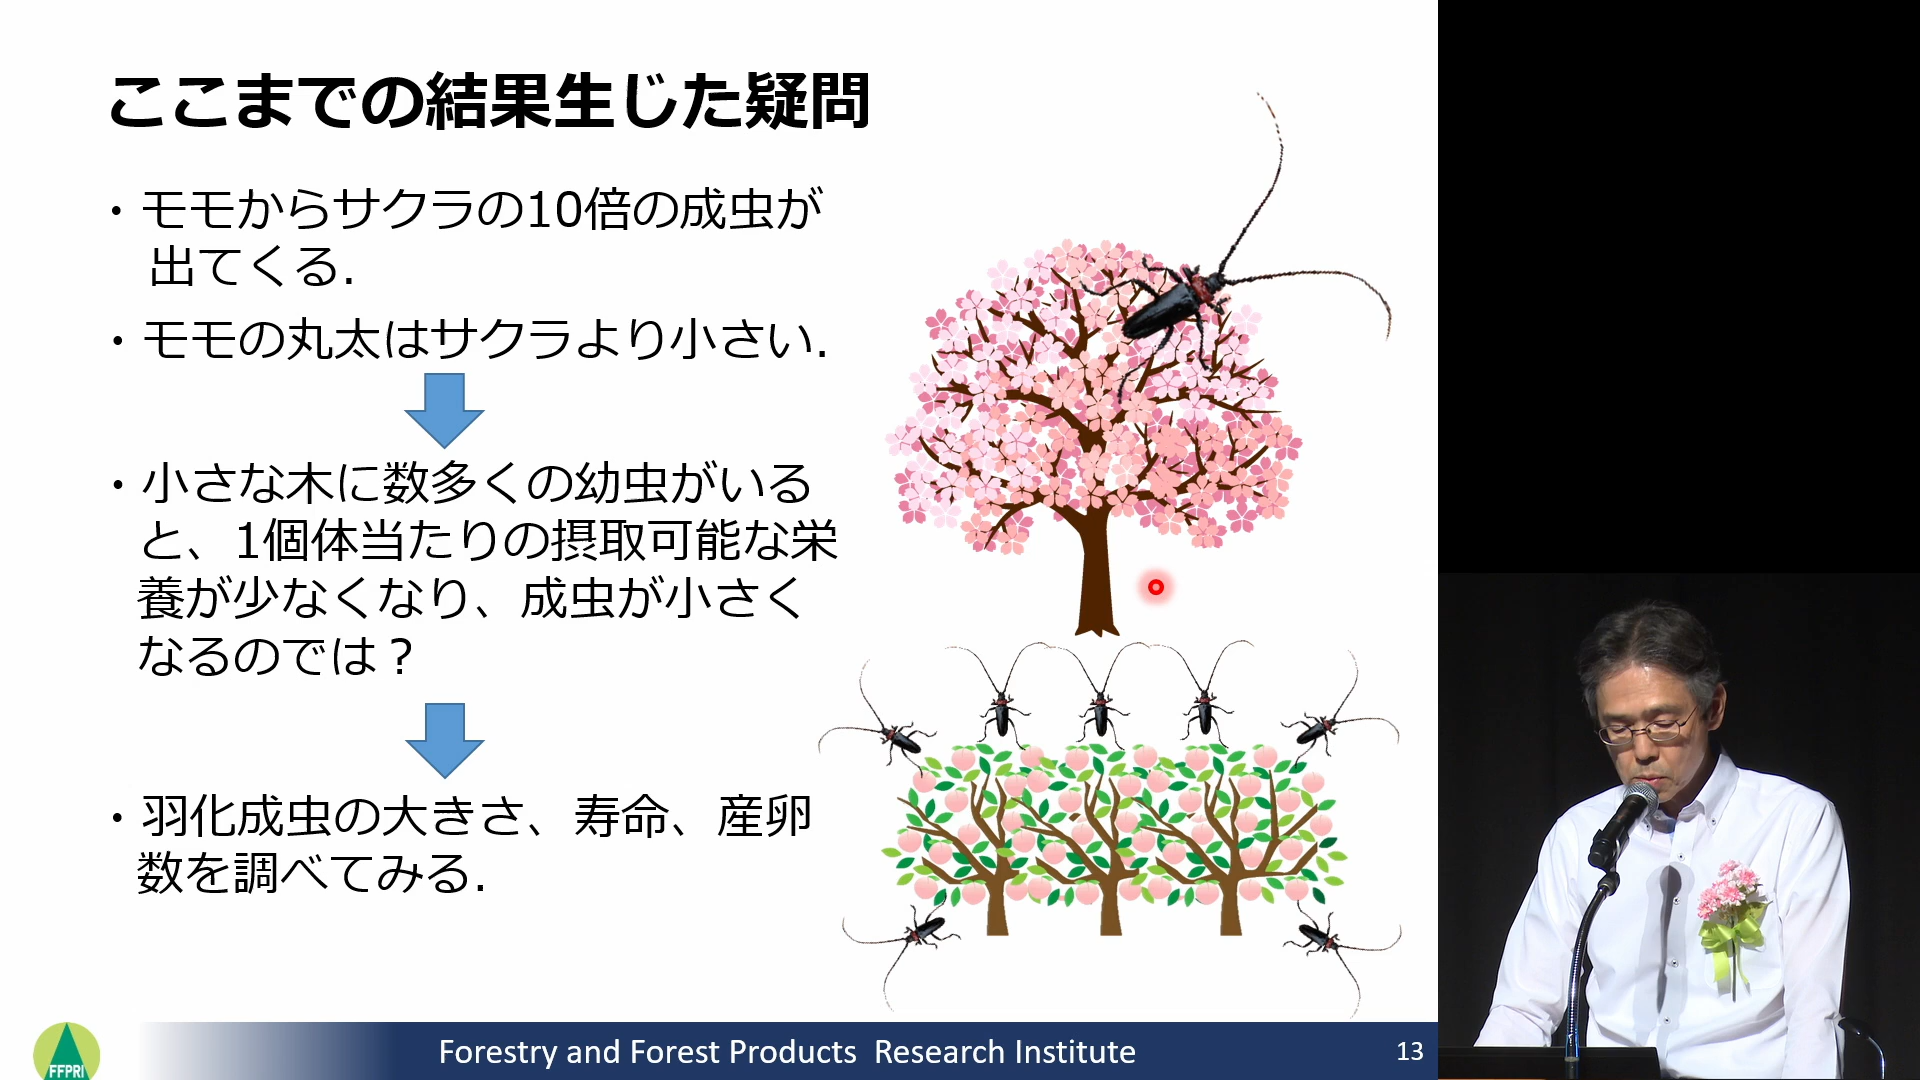 ここまでの結果生じた疑問
・モモからサクラの10倍の成虫が
出てくる.
・モモの丸太はサクラより小さい.
・小さな木に数多くの幼虫がいる
と、1個体当たりの摂取可能な栄
養が少なくなり、成虫が小さく
なるのでは？
・羽化成虫の大きさ、寿命、産卵
数を調べてみる.
FFPRI
Forestry and Forest Products Research Institute
13